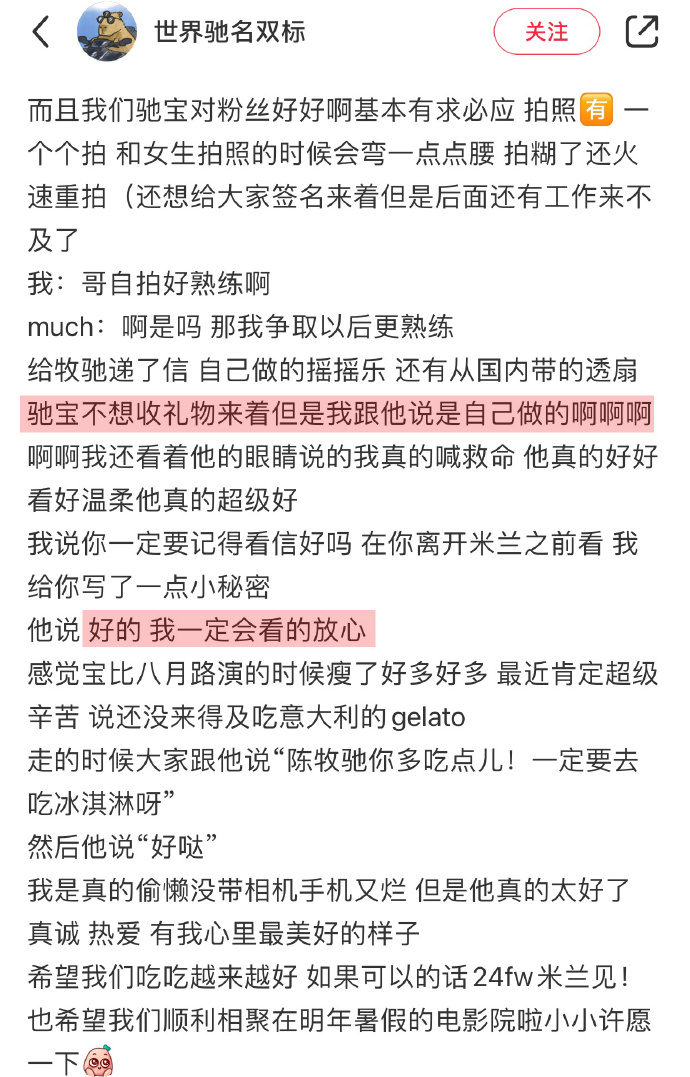 世界驰名双标
关注
而且我们驰宝对粉丝好好啊基本有求必应 拍照🈶 一
个个拍 和女生拍照的时候会弯一点点腰 拍糊了还火
速重拍（还想给大家签名来着但是后面还有工作来不
及了
我：哥自拍好熟练啊
much：啊是吗 那我争取以后更熟练
给牧驰递了信 自己做的摇摇乐 还有从国内带的透扇
驰宝不想收礼物来着但是我跟他说是自己做的啊啊啊
啊啊我还看着他的眼睛说的我真的喊救命 他真的好好
看好温柔他真的超级好
我说你一定要记得看信好吗 在你离开米兰之前看 我
给你写了一点小秘密
他说 好的 我一定会看的放心
感觉宝比八月路演的时候瘦了好多好多 最近肯定超级
辛苦 说还没来得及吃意大利的gelato
走的时候大家跟他说“陈牧驰你多吃点儿！一定要去
吃冰淇淋呀”
然后他说“好哒”
我是真的偷懒没带相机手机又烂 但是他真的太好了
真诚 热爱 有我心里最美好的样子
希望我们吃吃越来越好 如果可以的话24fw米兰见！
也希望我们顺利相聚在明年暑假的电影院啦小小许愿
一下